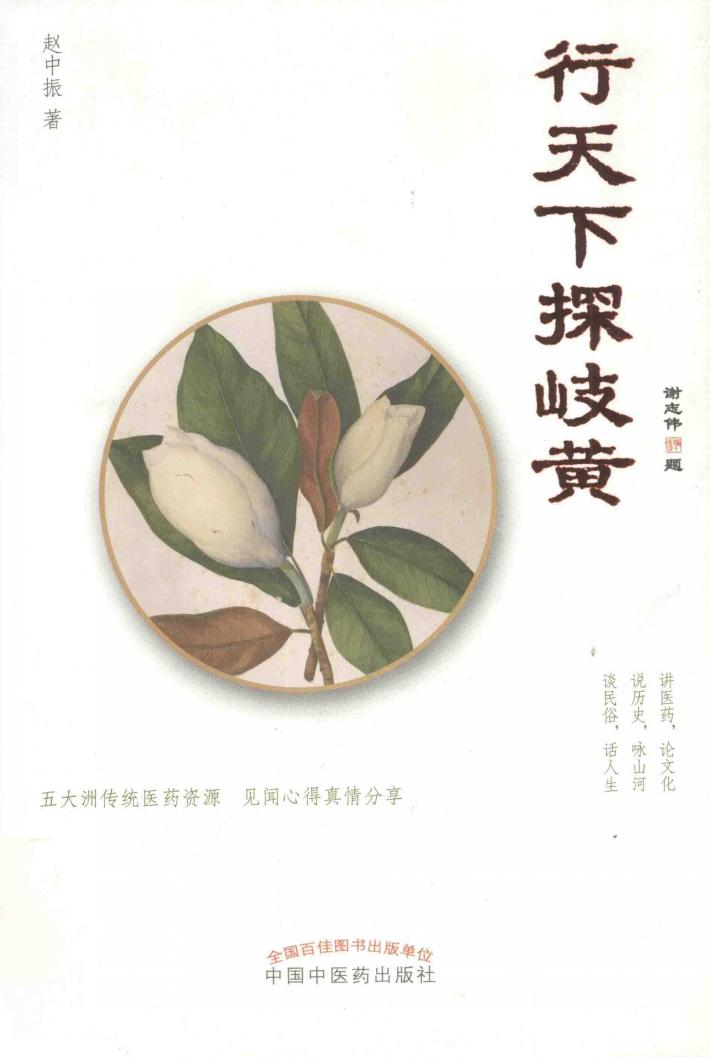 行天下探岐黄
谢志伟 题
赵中振 著
讲医药，论文化
说历史，咏山河
谈民俗，话人生
五大洲传统医药资源 见闻心得真情分享
全国百佳图书出版单位
中国中医药出版社